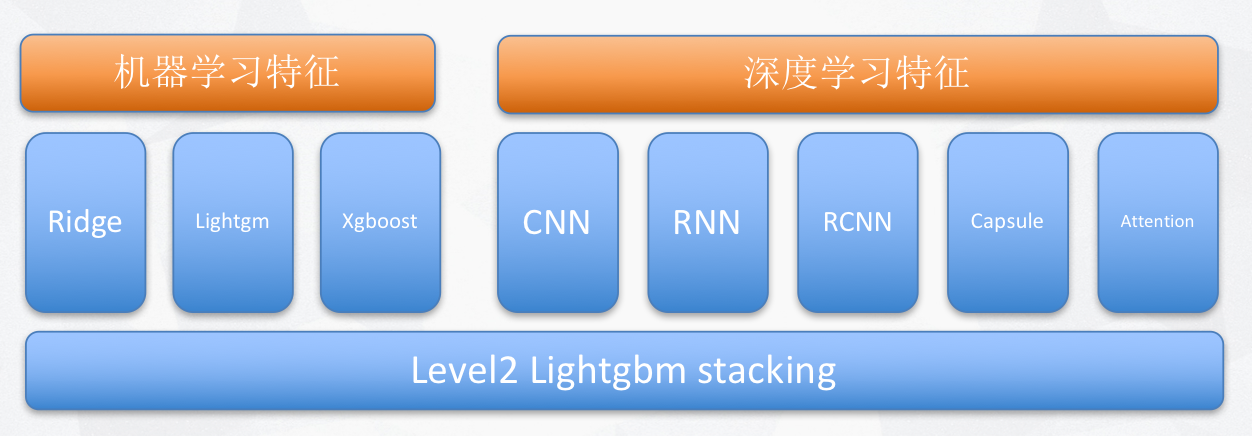 机器学习特征
深度学习特征
Ridge
Lightgm
Xgboost
CNN
RNN
RCNN
Capsule
Attention
Level2 Lightgbm stacking